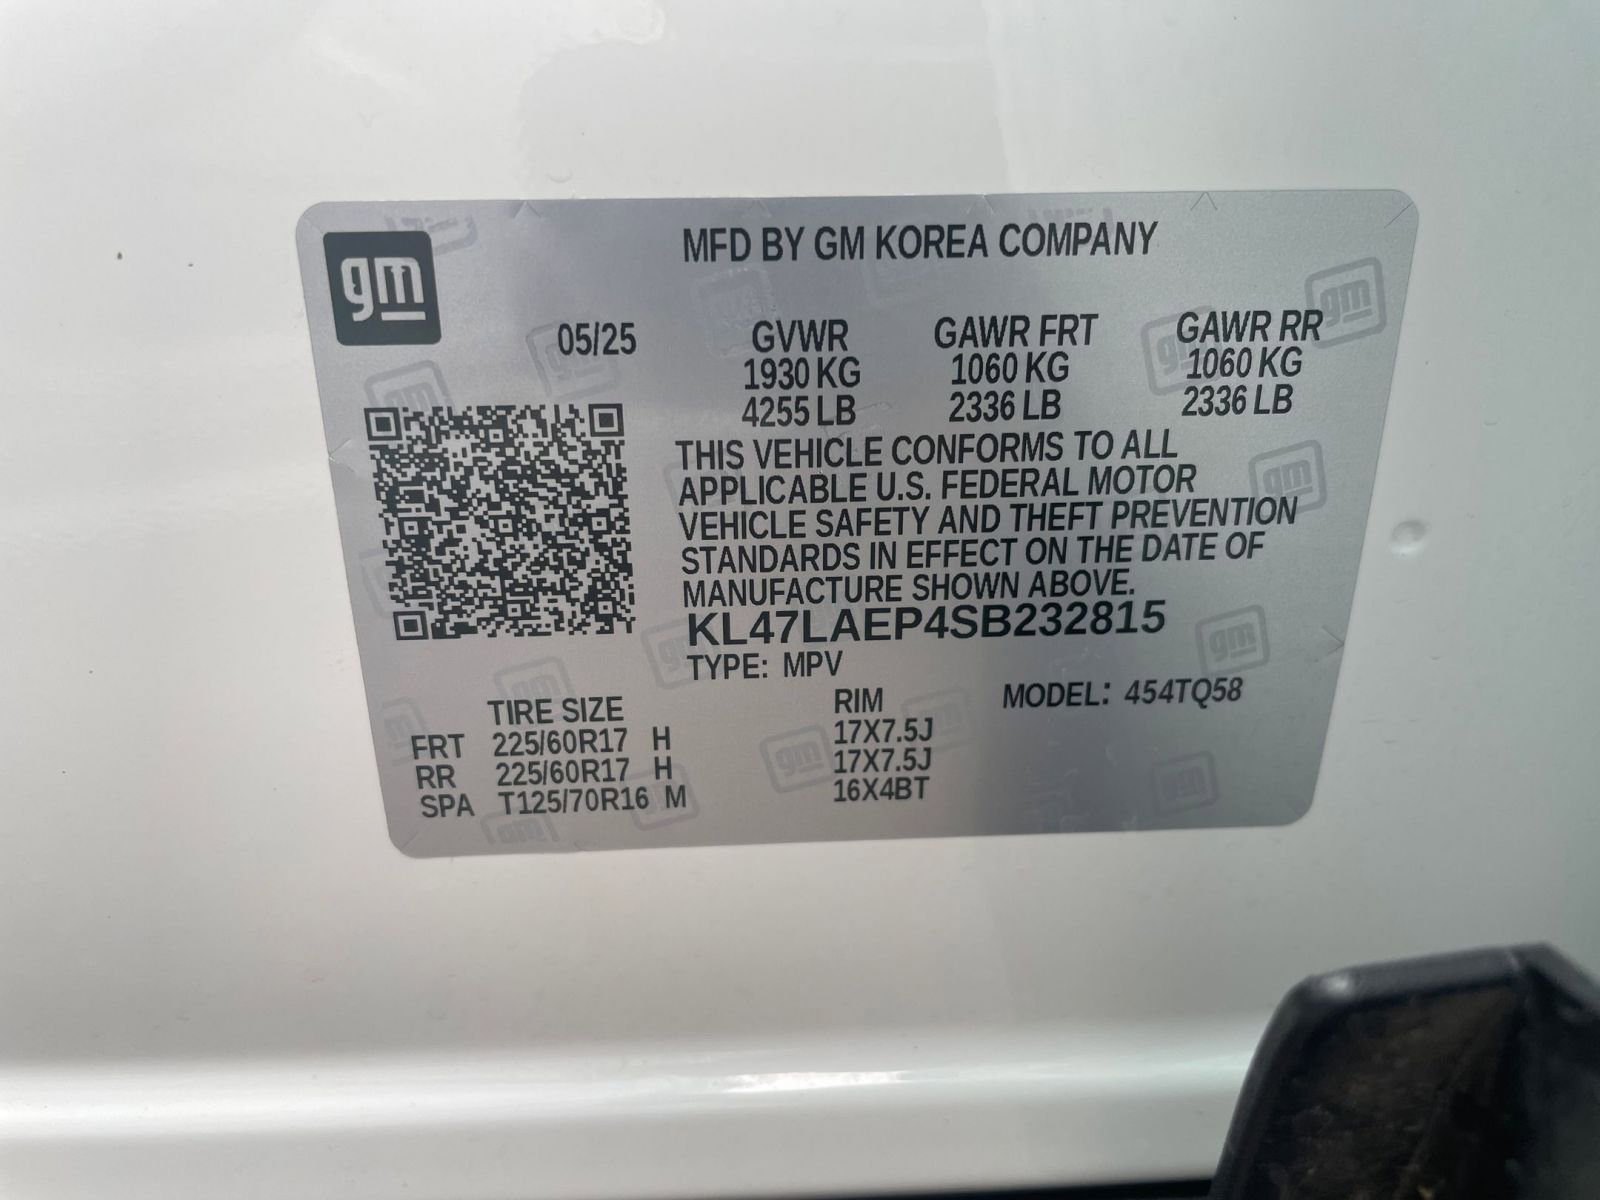 gm
MFD BY GM KOREA COMPANY
05/25 GVWR GAWR FRT GAWR RR
1930 KG 1060 KG 1060 KG
4255 LB 2336 LB 2336 LB
THIS VEHICLE CONFORMS TO ALL
APPLICABLE U.S. FEDERAL MOTOR
VEHICLE SAFETY AND THEFT PREVENTION
STANDARDS IN EFFECT ON THE DATE OF
MANUFACTURE SHOWN ABOVE.
KL47LAEP4SB232815
TYPE: MPV
TIRE SIZE RIM MODEL: 454TQ58
FRT 225/60R17 H 17X7.5J
RR 225/60R17 H 17X7.5J
SPA T125/70R16 M 16X4BT